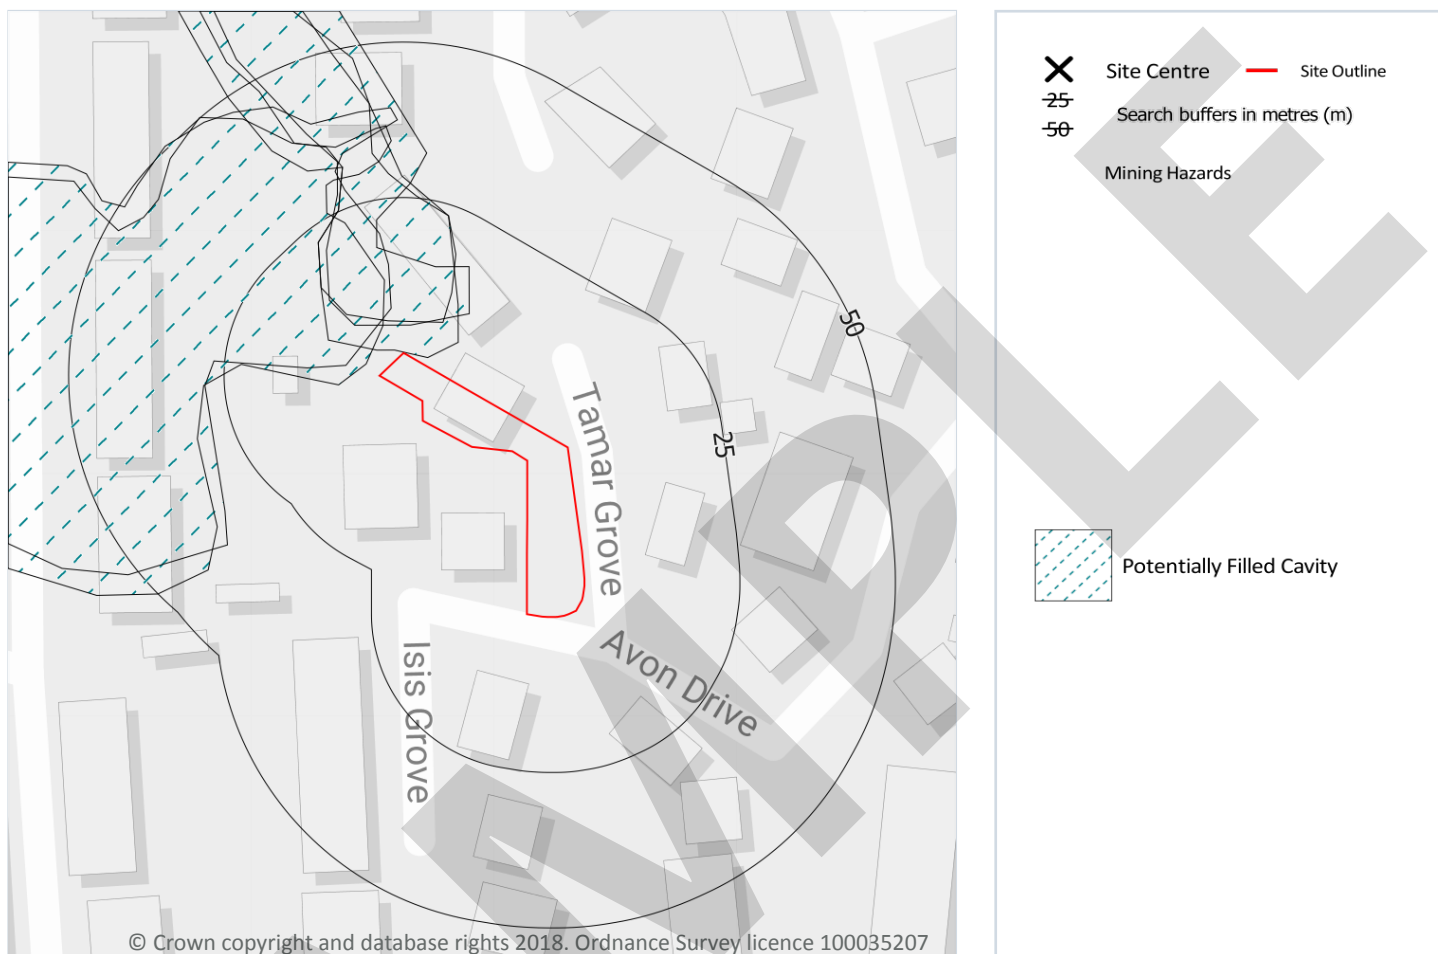 Tamar Grove
Isis Grove
Avon Drive
50
25
© Crown copyright and database rights 2018. Ordnance Survey licence 100035207
Site Centre
Site Outline
25
50
Search buffers in metres (m)
Mining Hazards
Potentially Filled Cavity